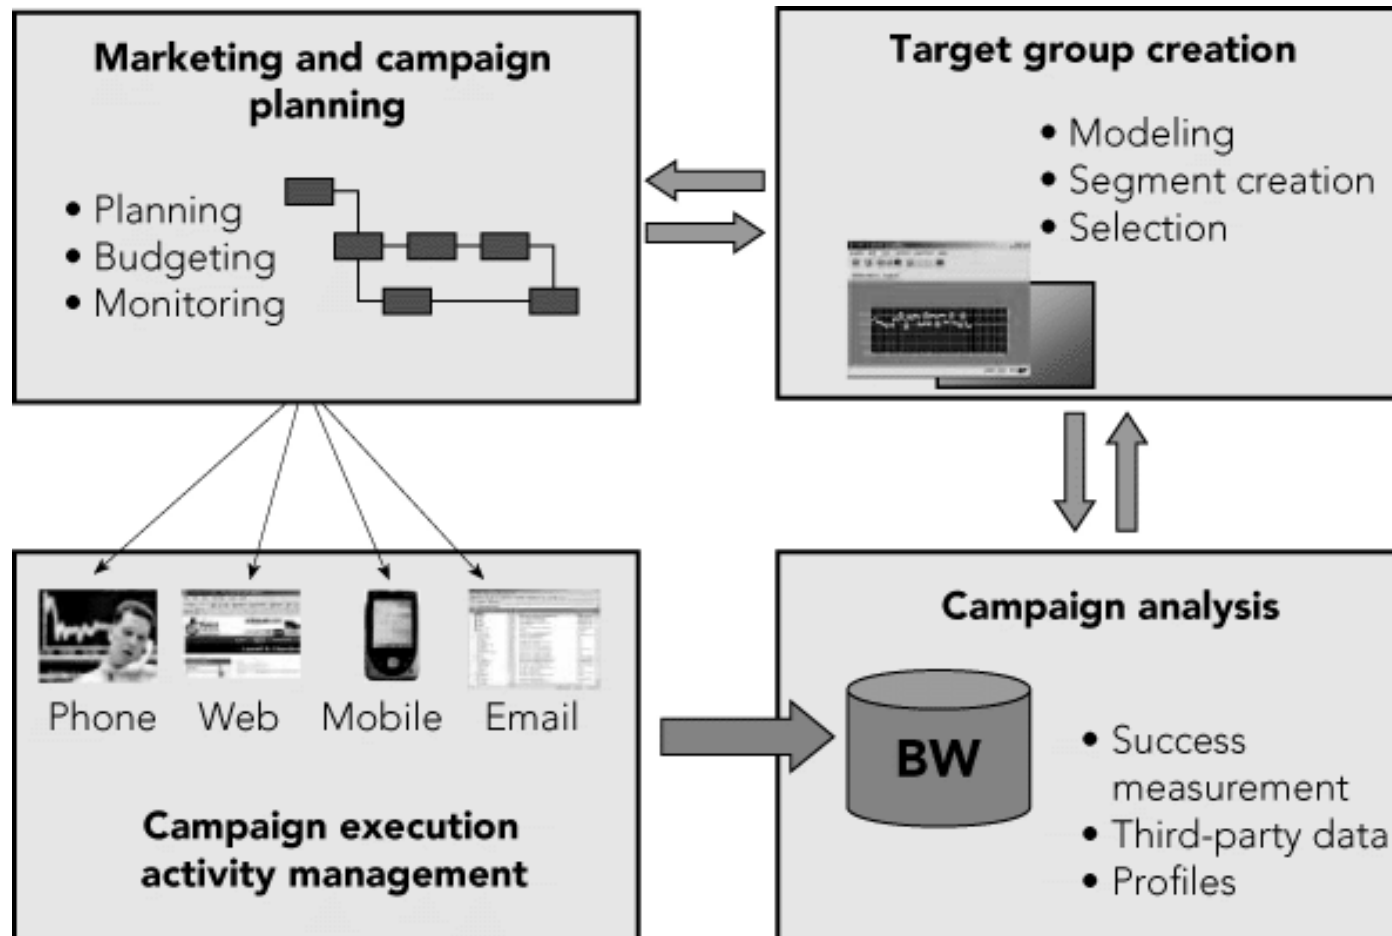 Marketing and campaign
planning
• Planning
• Budgeting
• Monitoring
Target group creation
• Modeling
• Segment creation
• Selection
Phone
Web
Mobile
Email
Campaign execution
activity management
Campaign analysis
BW
• Success
measurement
• Third-party data
• Profiles